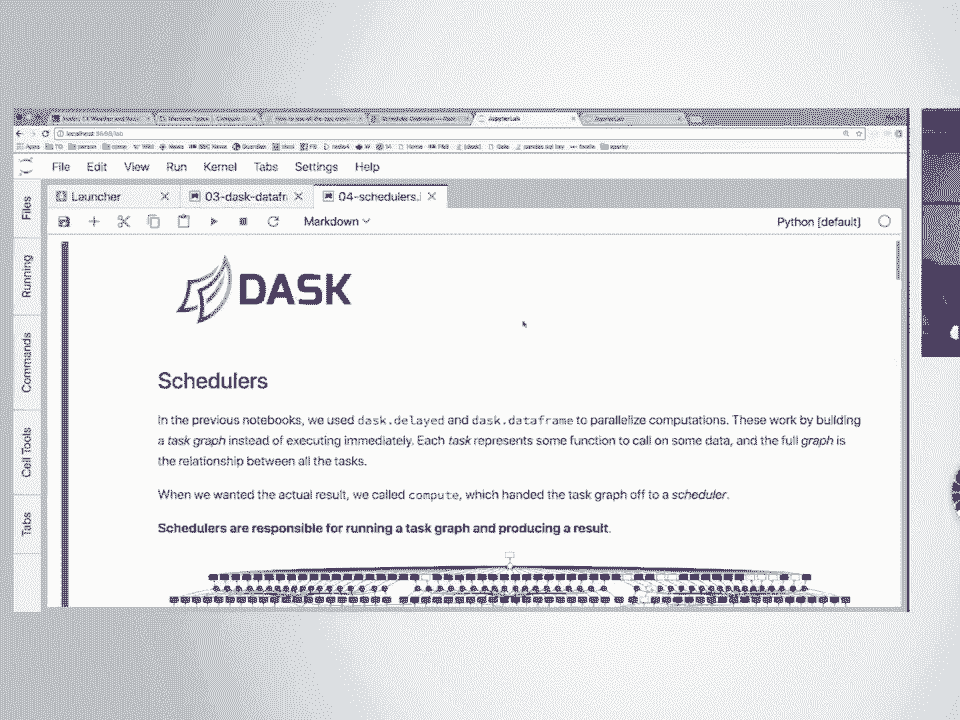 localhost:8888/lab
File Edit View Run Kernel Tabs Settings Help
Launcher 03-dask-datafr 04-schedulers.
Markdown Python [default]
Files
Running
Commands
Cell Tools
Tabs
DASK
Schedulers
In the previous notebooks, we used dask.delayed and dask.dataframe to parallelize computations. These work by building
a task graph instead of executing immediately. Each task represents some function to call on some data, and the full graph is
the relationship between all the tasks.
When we wanted the actual result, we called compute, which handed the task graph off to a scheduler.
Schedulers are responsible for running a task graph and producing a result.